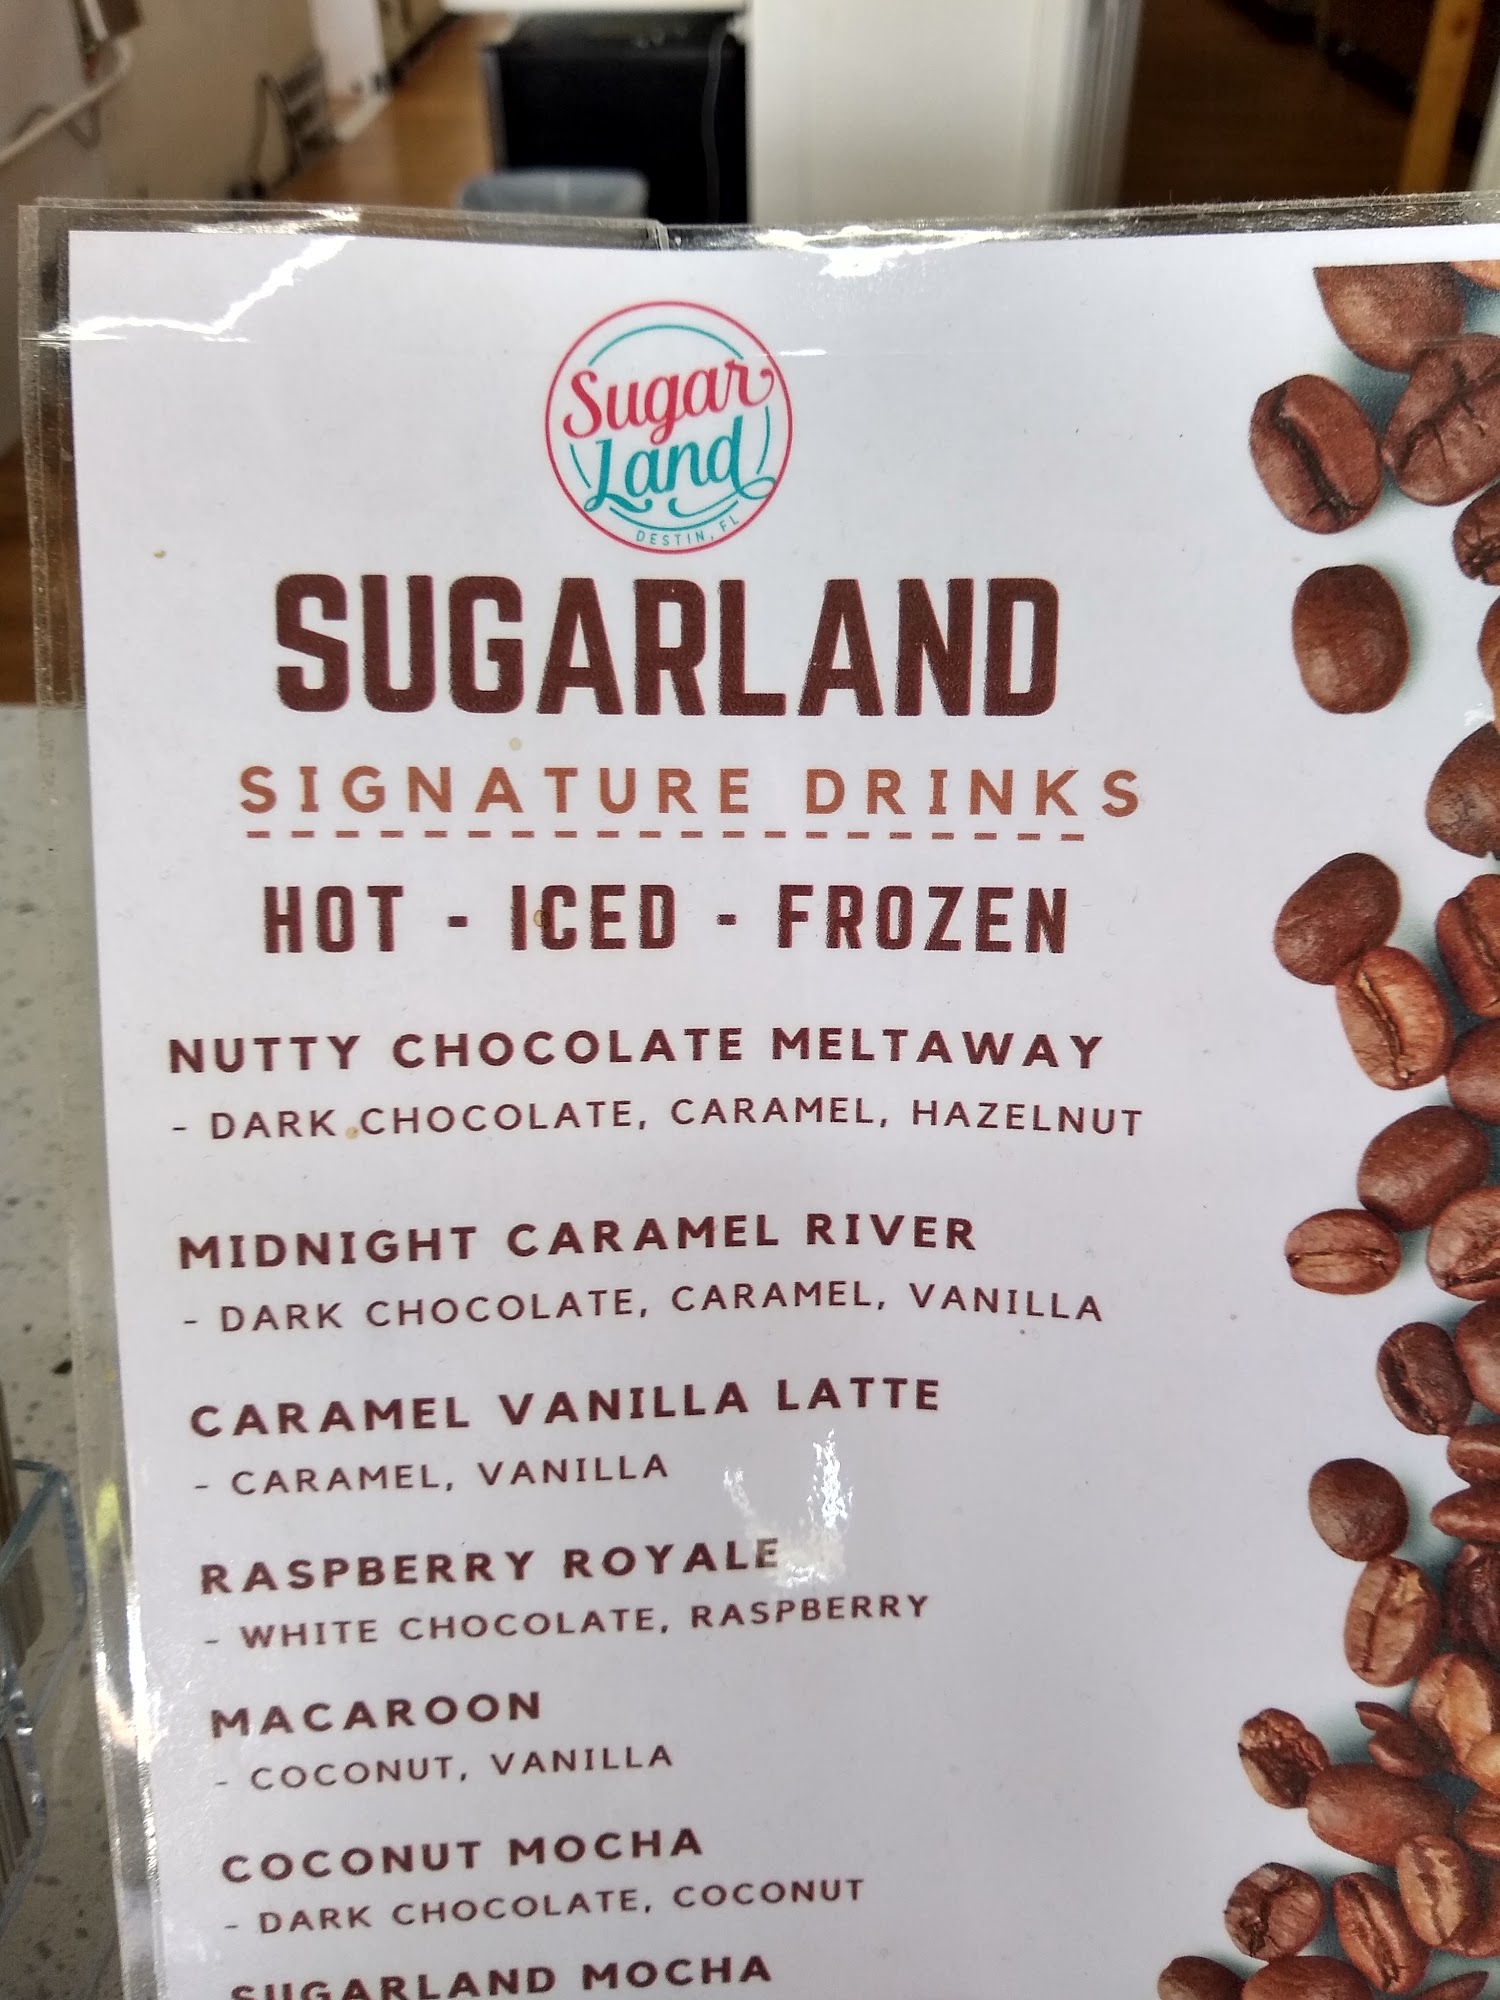 Sugar
Land
DESTIN, FL
SUGARLAND
SIGNATURE DRINKS
HOT - ICED - FROZEN
NUTTY CHOCOLATE MELTAWAY
- DARK CHOCOLATE, CARAMEL, HAZELNUT
MIDNIGHT CARAMEL RIVER
- DARK CHOCOLATE, CARAMEL, VANILLA
CARAMEL VANILLA LATTE
- CARAMEL, VANILLA
RASPBERRY ROYALE
- WHITE CHOCOLATE, RASPBERRY
MACAROON
- COCONUT, VANILLA
COCONUT MOCHA
- DARK CHOCOLATE, COCONUT
SUGARLAND MOCHA